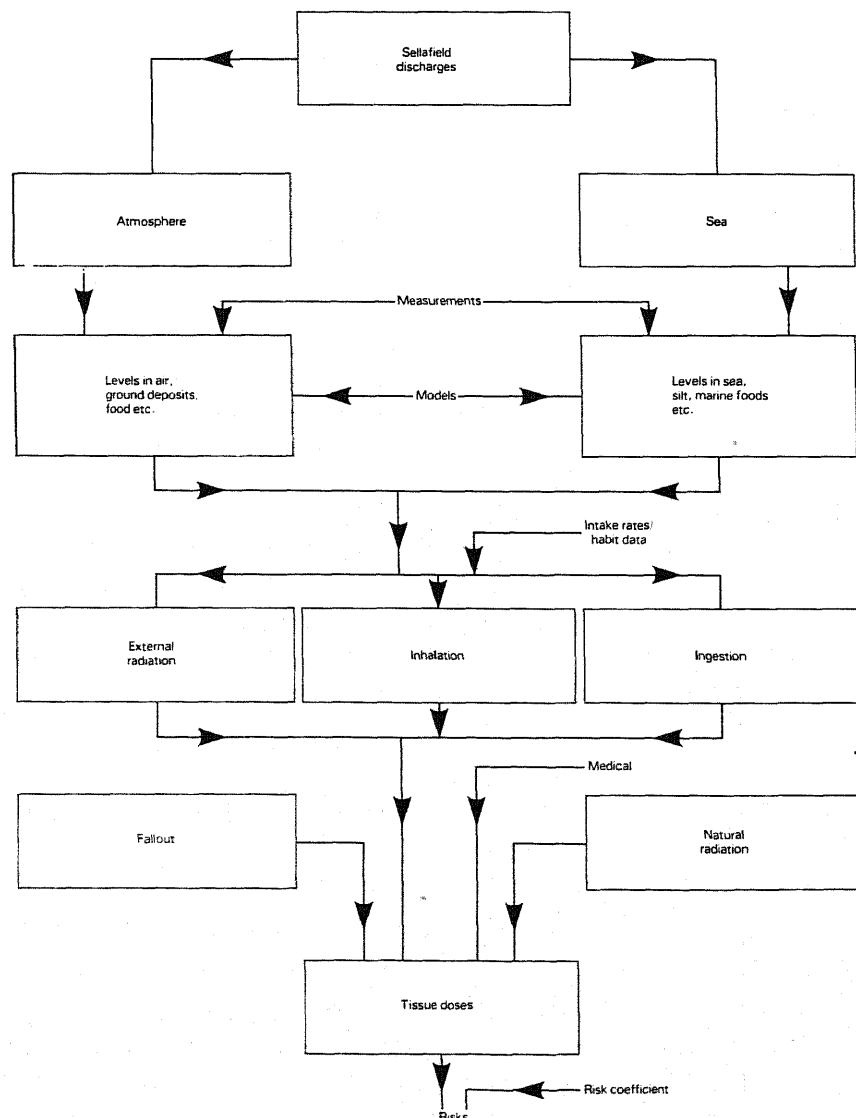 Sellafield
discharges
Atmosphere
Sea
Measurements
Levels in air,
ground deposits,
food etc.
Models
Levels in sea,
silt, marine foods
etc.
Intake rates/
habit data
External
radiation
Inhalation
Ingestion
Medical
Fallout
Natural
radiation
Tissue doses
Risk coefficient
Risks